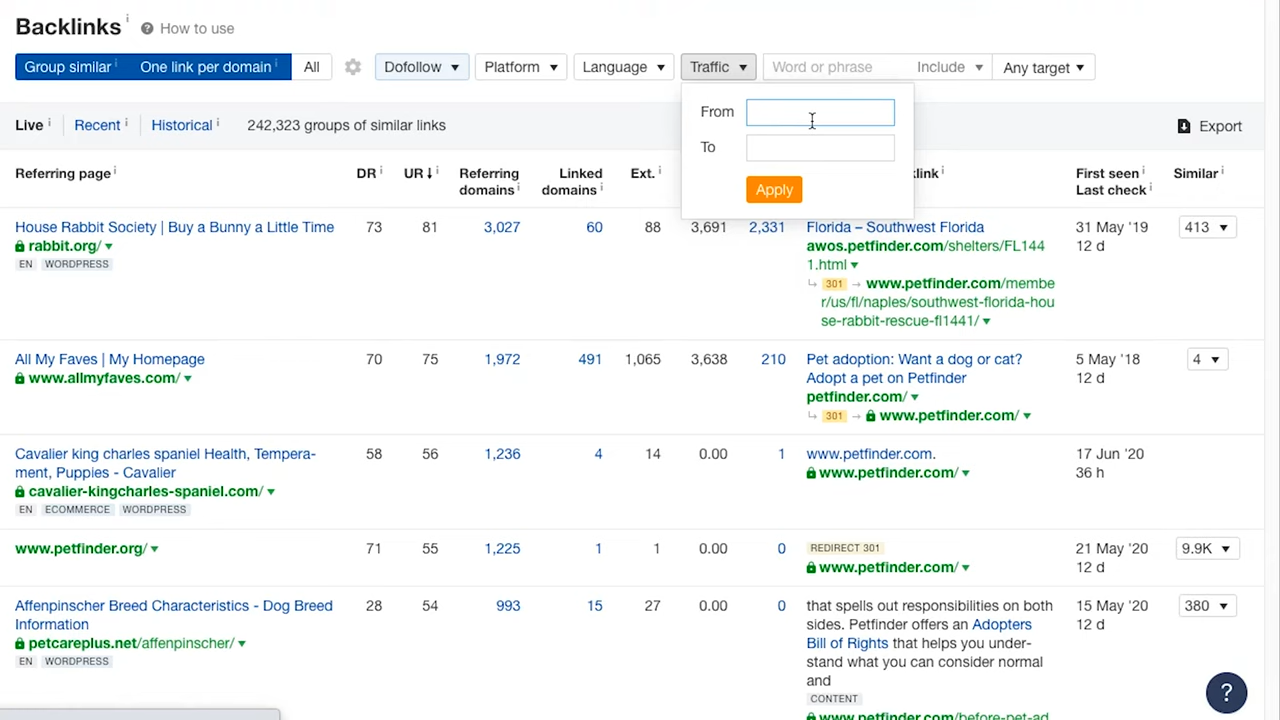 Backlinks i
? How to use
Group similar i One link per domain i All Dofollow Platform Language Traffic Word or phrase Include Any target
From
To
Apply
Live i Recent i Historical i 242,323 groups of similar links Export
Referring page i DR i UR ↓ i Referring domains i Linked domains i Ext. i link i First seen Last check i Similar i
House Rabbit Society | Buy a Bunny a Little Time 73 81 3,027 60 88 3,691 2,331 Florida – Southwest Florida 31 May '19 413
rabbit.org/ awos.petfinder.com/shelters/FL144 12 d
EN WORDPRESS 1.html
301 → www.petfinder.com/membe
r/us/fl/naples/southwest-florida-hou
se-rabbit-rescue-fl1441/
All My Faves | My Homepage 70 75 1,972 491 1,065 3,638 210 Pet adoption: Want a dog or cat? 5 May '18 4
www.allmyfaves.com/ Adopt a pet on Petfinder 12 d
petfinder.com/
301 → www.petfinder.com/
Cavalier king charles spaniel Health, Tempera- 58 56 1,236 4 14 0.00 1 www.petfinder.com. 17 Jun '20
ment, Puppies - Cavalier www.petfinder.com/ 36 h
cavalier-kingcharles-spaniel.com/
EN ECOMMERCE WORDPRESS
www.petfinder.org/ 71 55 1,225 1 1 0.00 0 REDIRECT 301 21 May '20 9.9K
www.petfinder.com/ 12 d
Affenpinscher Breed Characteristics - Dog Breed 28 54 993 15 27 0.00 0 that spells out responsibilities on both 15 May '20 380
Information sides. Petfinder offers an Adopters 12 d
petcareplus.net/affenpinscher/ Bill of Rights that helps you under-
EN WORDPRESS stand what you can consider normal
and
CONTENT
www.petfinder.com/before-pet-ad
?